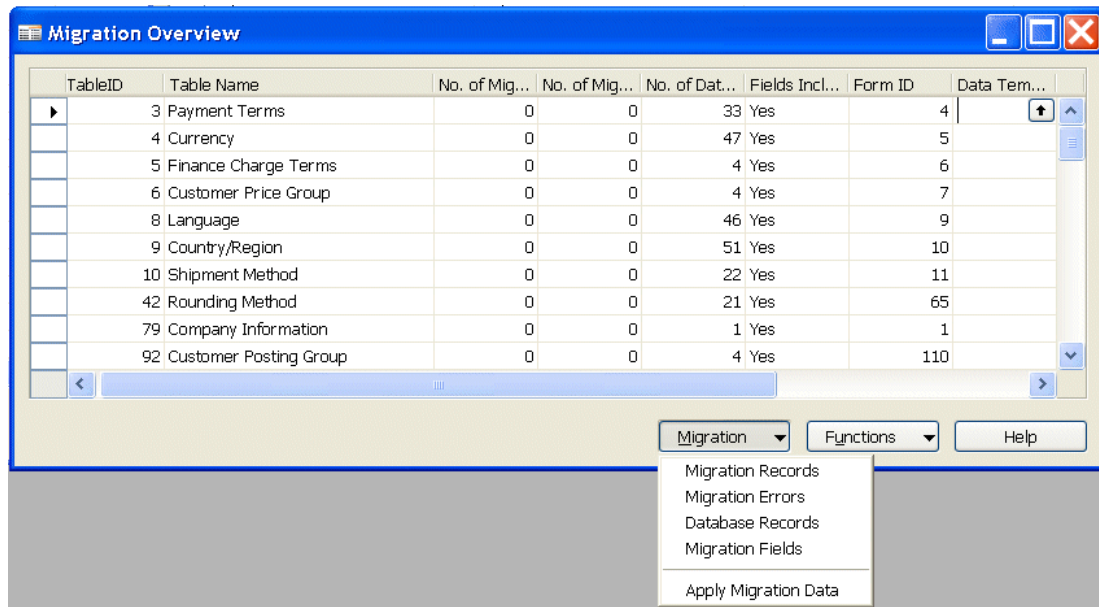 Migration Overview
TableID Table Name No. of Mig... No. of Mig... No. of Dat... Fields Incl... Form ID Data Tem...
3 Payment Terms 0 0 33 Yes 4
4 Currency 0 0 47 Yes 5
5 Finance Charge Terms 0 0 4 Yes 6
6 Customer Price Group 0 0 4 Yes 7
8 Language 0 0 46 Yes 9
9 Country/Region 0 0 51 Yes 10
10 Shipment Method 0 0 22 Yes 11
42 Rounding Method 0 0 21 Yes 65
79 Company Information 0 0 1 Yes 1
92 Customer Posting Group 0 0 4 Yes 110
Migration Functions Help
Migration Records
Migration Errors
Database Records
Migration Fields
Apply Migration Data